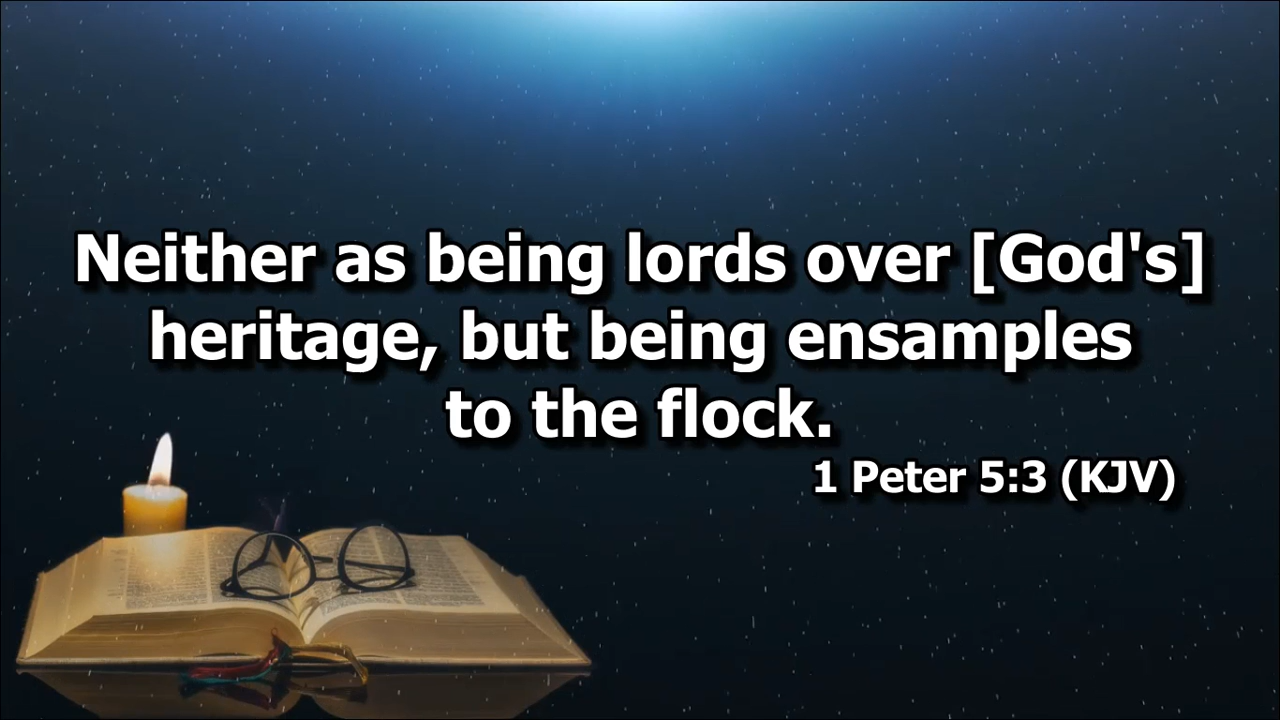 Neither as being lords over [God's]
heritage, but being ensamples
to the flock.
1 Peter 5:3 (KJV)